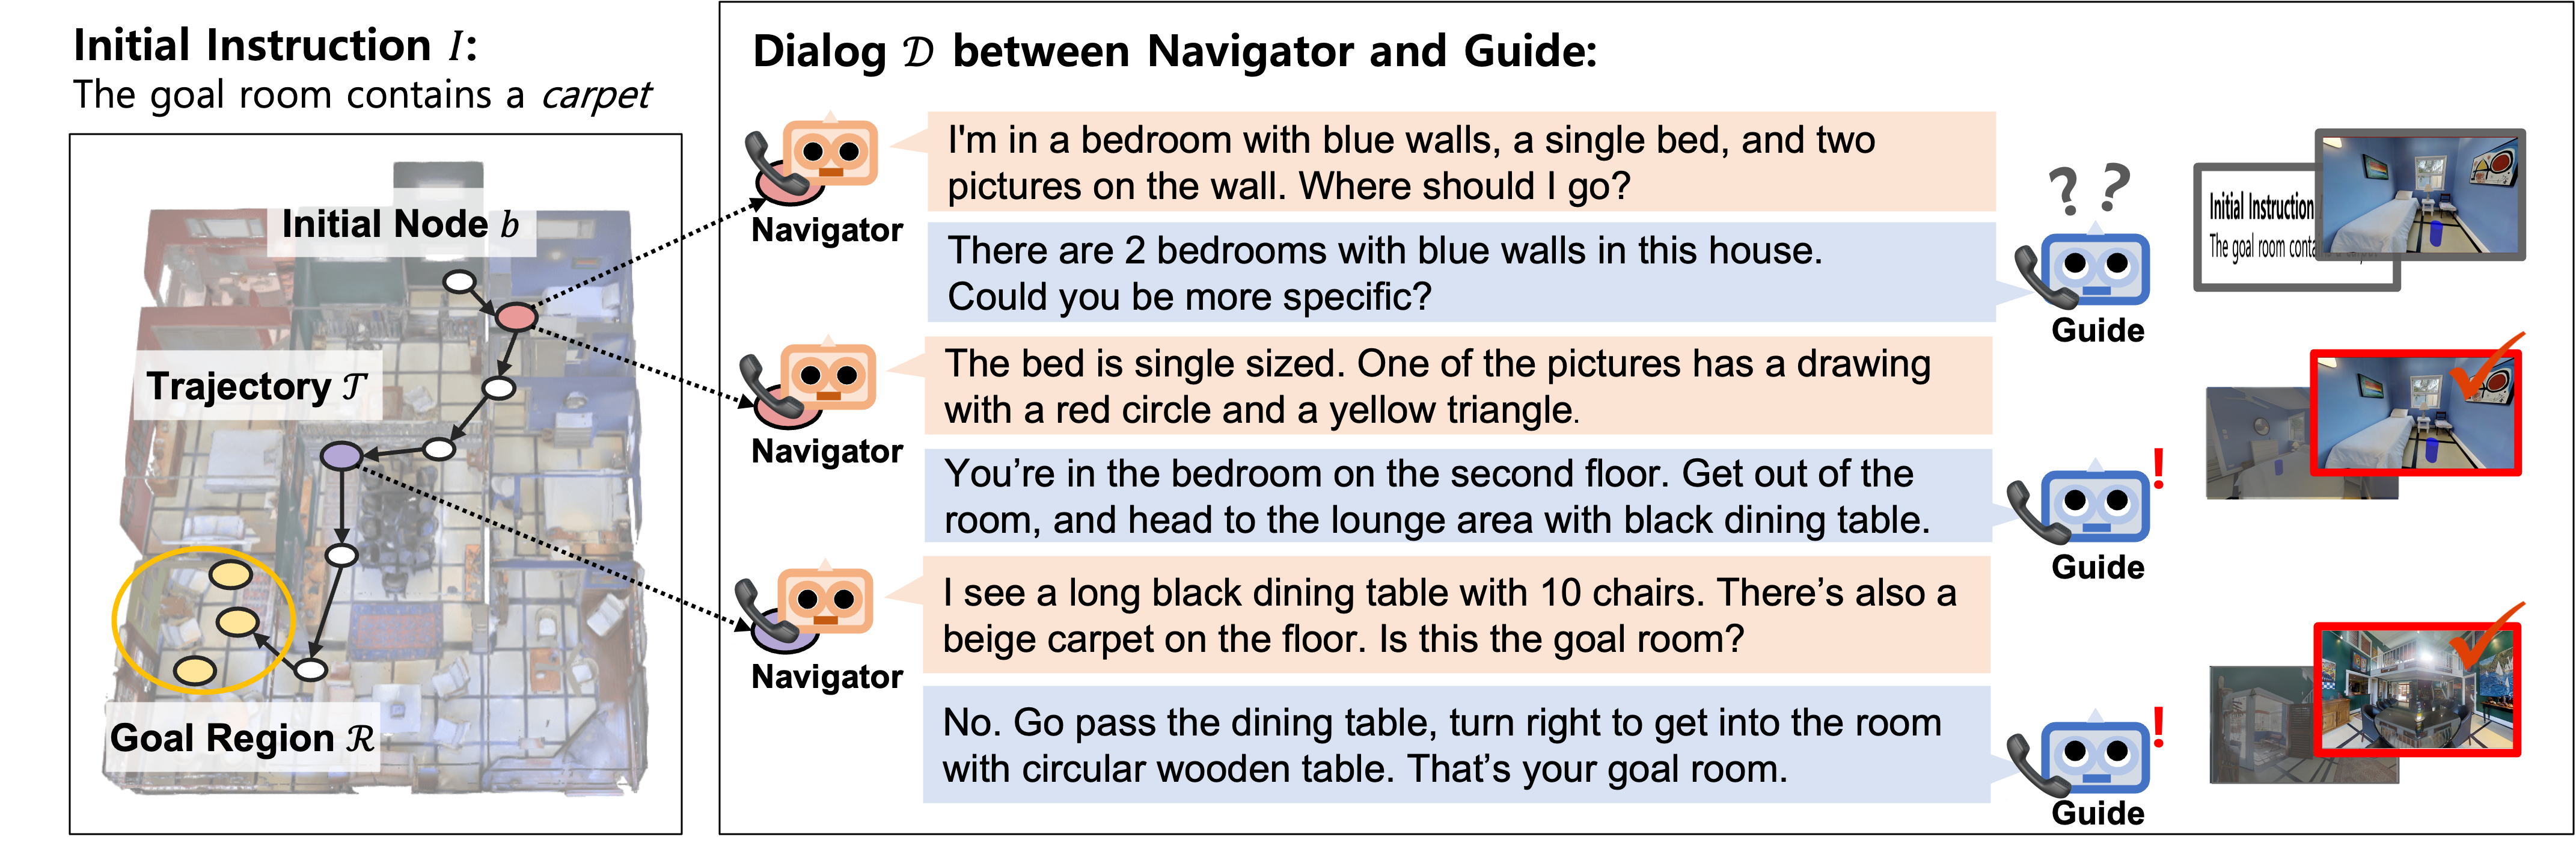 Initial Instruction I:
The goal room contains a carpet
Initial Node b
Trajectory 𝒯
Goal Region ℛ
Dialog 𝒟 between Navigator and Guide:
I'm in a bedroom with blue walls, a single bed, and two
pictures on the wall. Where should I go?
Navigator
There are 2 bedrooms with blue walls in this house.
Could you be more specific?
? ?
Guide
Initial Instruction
The goal room conta
The bed is single sized. One of the pictures has a drawing
with a red circle and a yellow triangle.
Navigator
You’re in the bedroom on the second floor. Get out of the
room, and head to the lounge area with black dining table.
!
Guide
I see a long black dining table with 10 chairs. There’s also a
beige carpet on the floor. Is this the goal room?
Navigator
No. Go pass the dining table, turn right to get into the room
with circular wooden table. That’s your goal room.
!
Guide